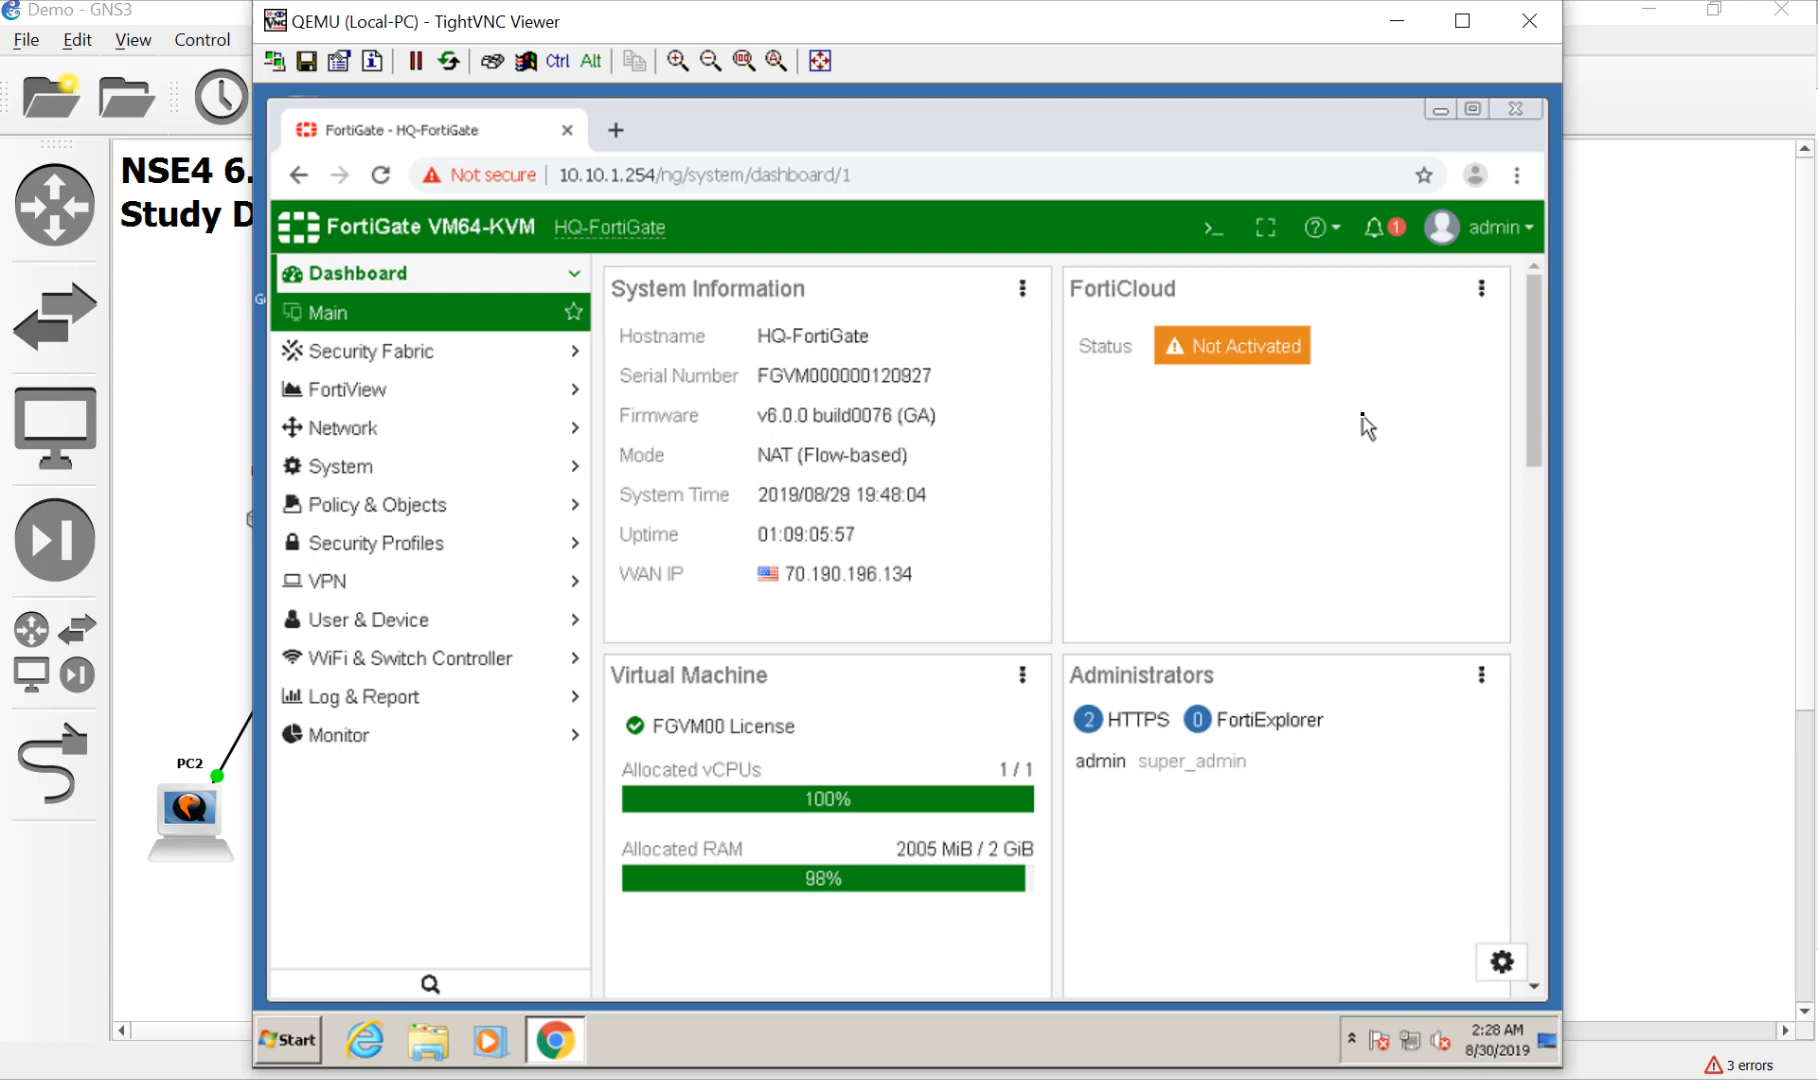 Demo - GNS3
File Edit View Control
NSE4 6.
Study D
PC2
3 errors
QEMU (Local-PC) - TightVNC Viewer
Ctrl Alt
FortiGate - HQ-FortiGate
Not secure 10.10.1.254/ng/system/dashboard/1
FortiGate VM64-KVM HQ-FortiGate
1 admin
Dashboard
Main
Security Fabric
FortiView
Network
System
Policy & Objects
Security Profiles
VPN
User & Device
WiFi & Switch Controller
Log & Report
Monitor
System Information
Hostname HQ-FortiGate
Serial Number FGVM000000120927
Firmware v6.0.0 build0076 (GA)
Mode NAT (Flow-based)
System Time 2019/08/29 19:48:04
Uptime 01:09:05:57
WAN IP 70.190.196.134
FortiCloud
Status Not Activated
Virtual Machine
FGVM00 License
Allocated vCPUs 1 / 1
100%
Allocated RAM 2005 MiB / 2 GiB
98%
Administrators
2 HTTPS 0 FortiExplorer
admin super_admin
Start
2:28 AM
8/30/2019